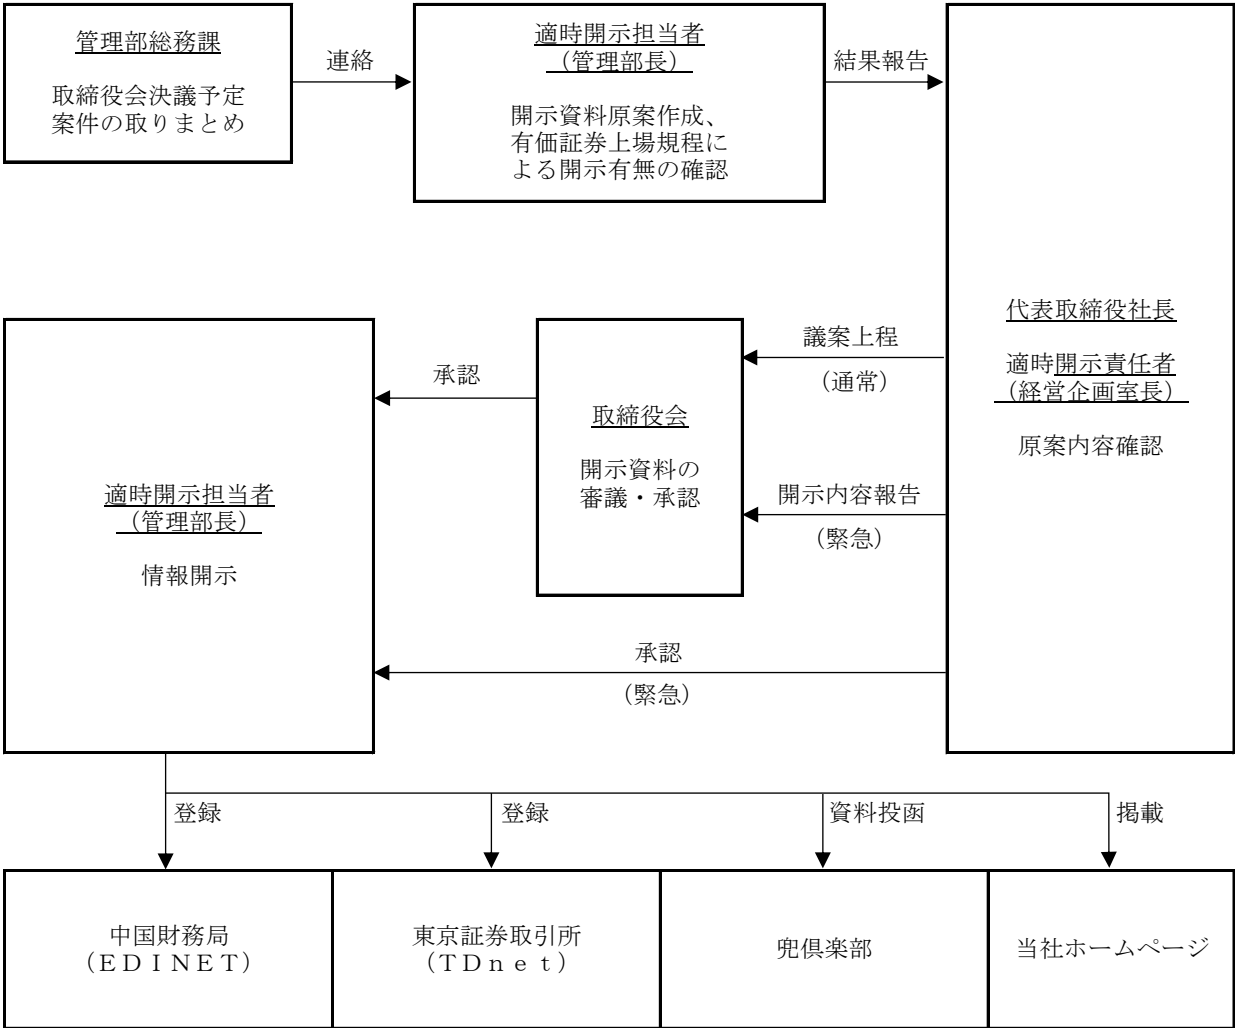 管理部総務課
取締役会決議予定
案件の取りまとめ
連絡
適時開示担当者
（管理部長）
開示資料原案作成、
有価証券上場規程に
よる開示有無の確認
結果報告
代表取締役社長
適時開示責任者
（経営企画室長）
原案内容確認
議案上程
（通常）
開示内容報告
（緊急）
取締役会
開示資料の
審議・承認
承認
承認
（緊急）
適時開示担当者
（管理部長）
情報開示
登録
登録
資料投函
掲載
中国財務局
（ＥＤＩＮＥＴ）
東京証券取引所
（ＴＤｎｅｔ）
兜倶楽部
当社ホームページ